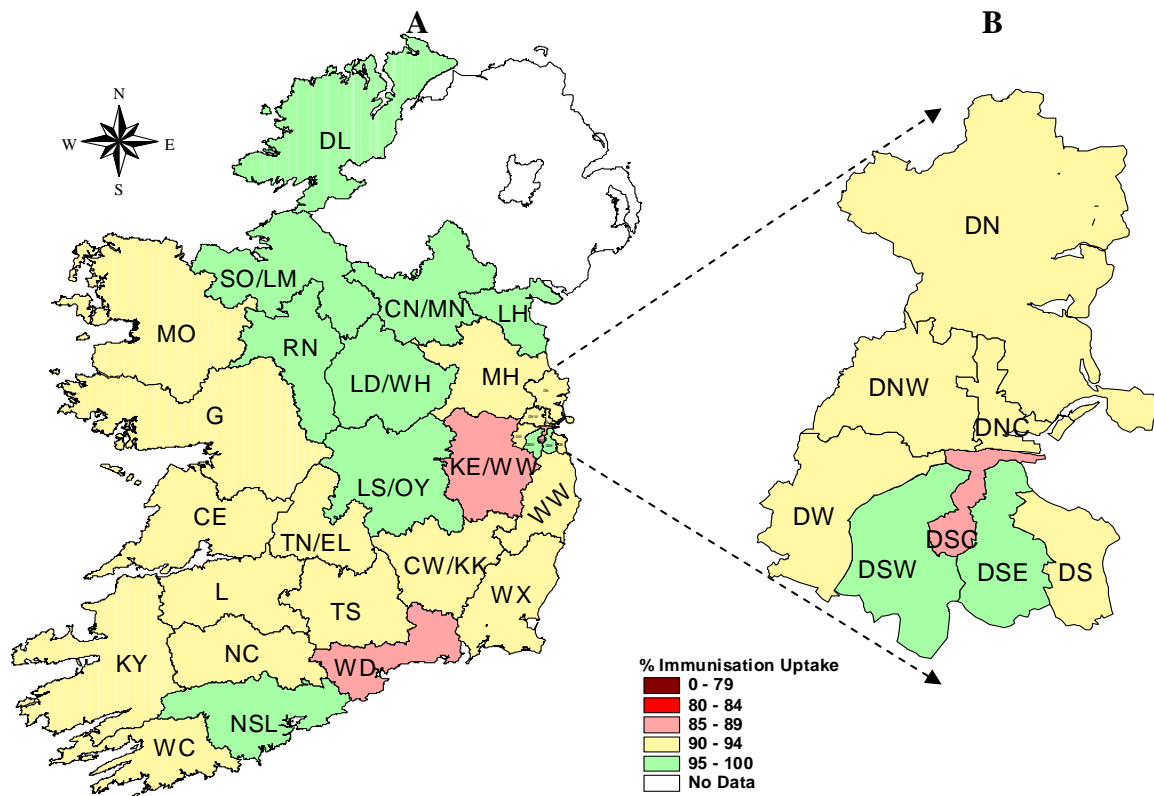 A
B
N
W E
S
DL
SO/LM
CN/MN
LH
MO
RN
LD/WH
MH
G
KE/WW
LS/OY
WW
CE
TN/EL
CW/KK
L
TS
WX
KY
NC
WD
NSL
WC
DN
DNW
DNC
DW
DSC
DSW
DSE
DS
% Immunisation Uptake
0 - 79
80 - 84
85 - 89
90 - 94
95 - 100
No Data